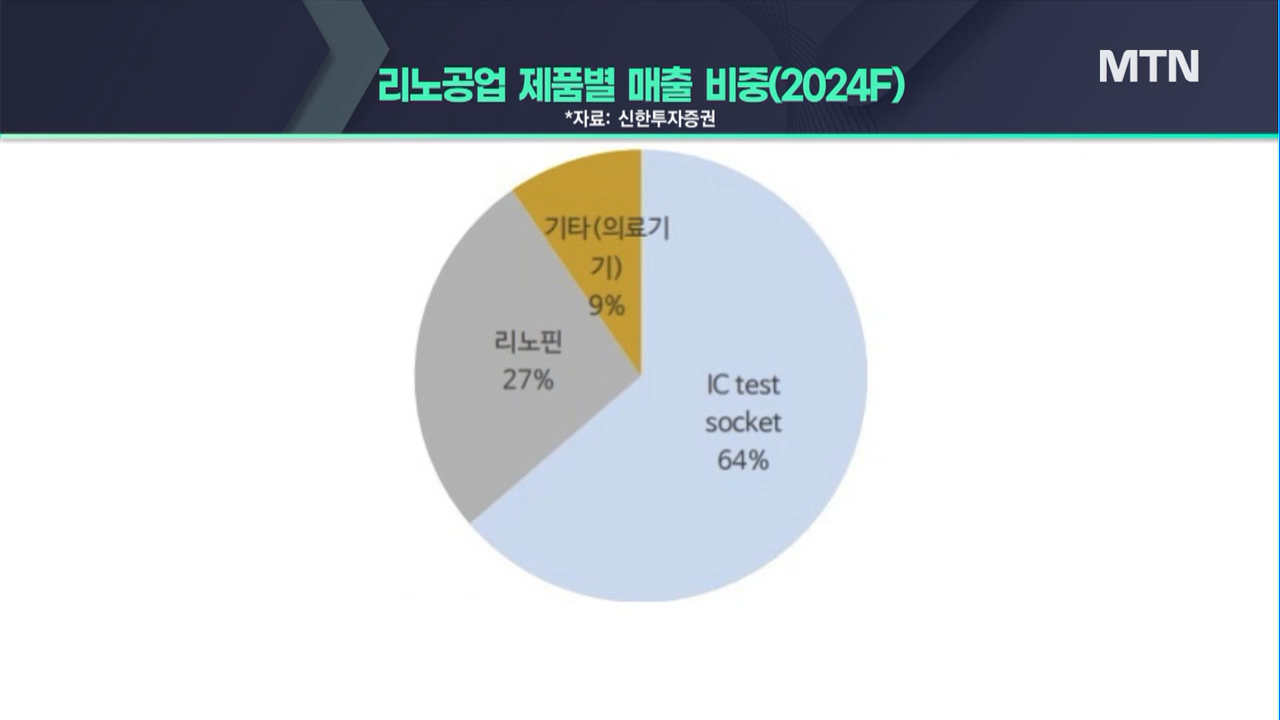 리노공업 제품별 매출 비중(2024F)
MTN
*자료: 신한투자증권
기타(의료기
기)
9%
리노핀
27%
IC test
socket
64%